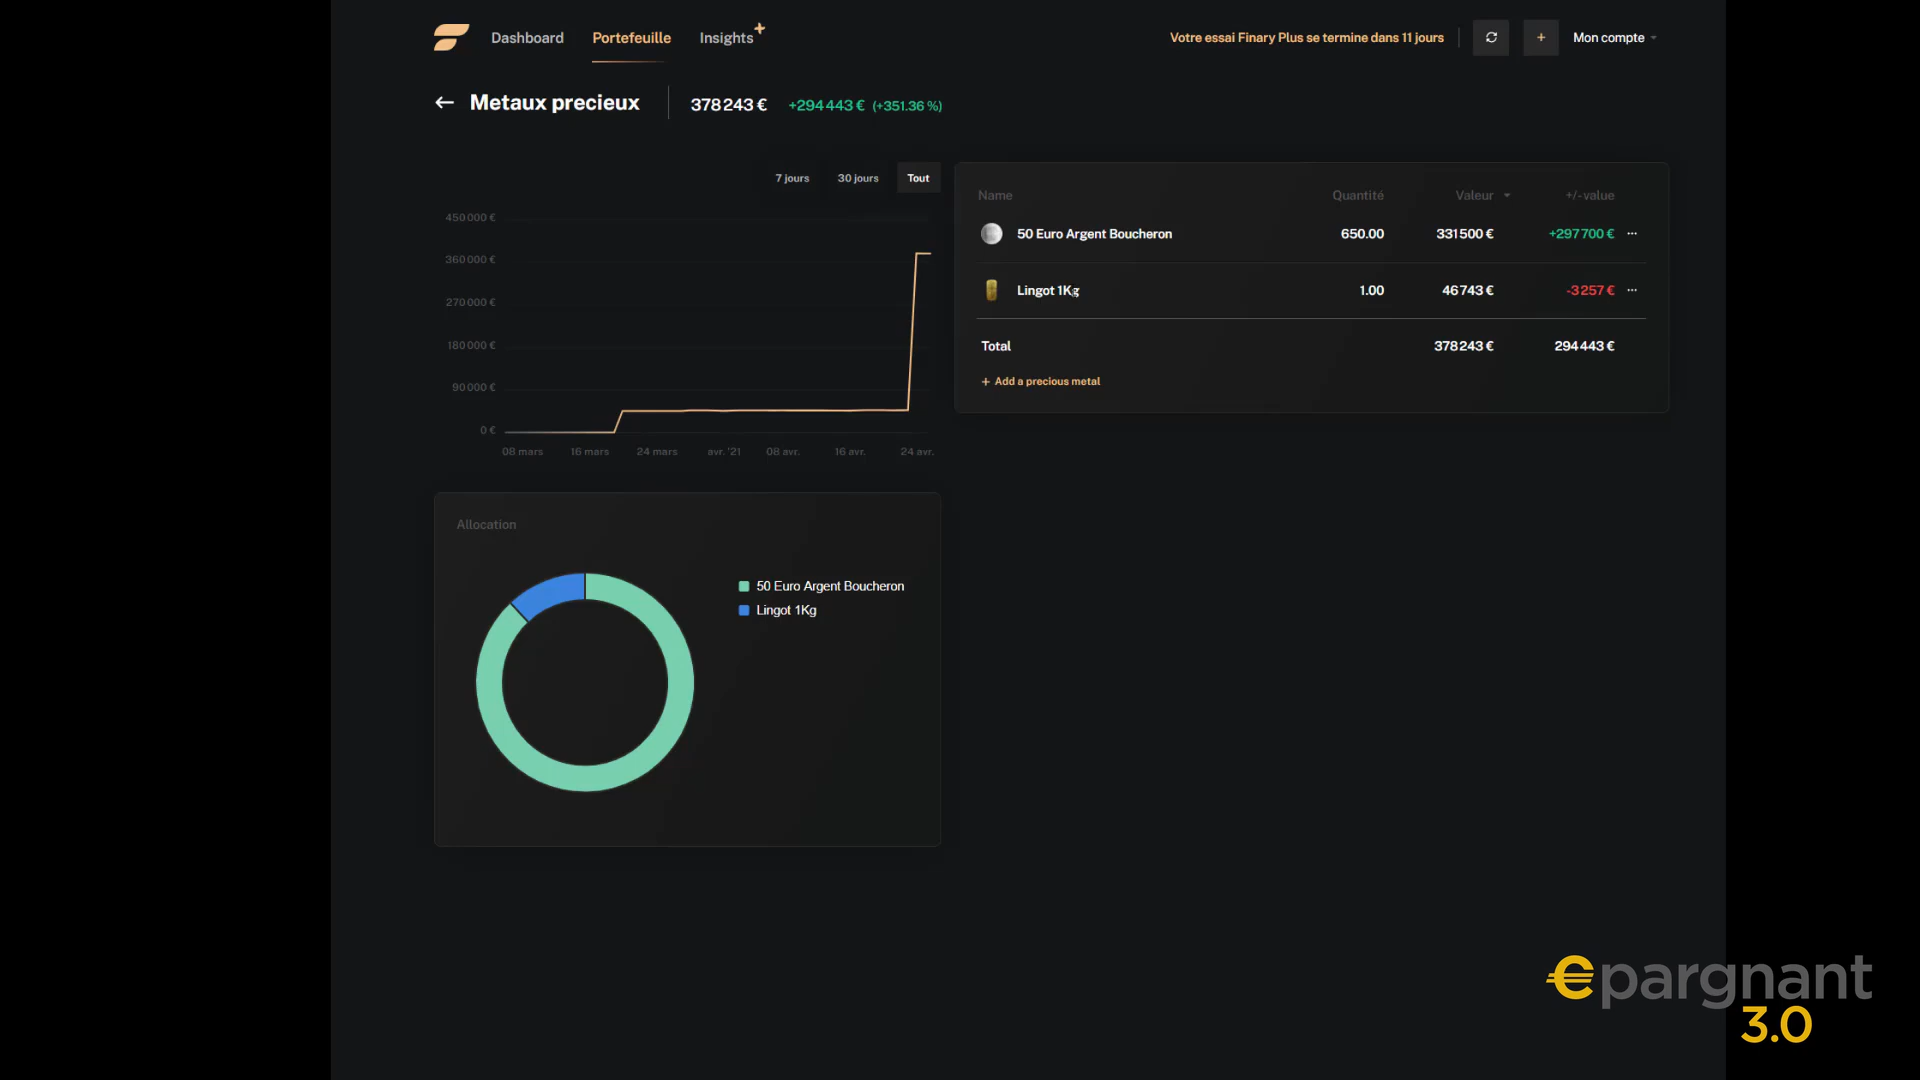 Dashboard
Portefeuille
Insights
Votre essai Finary Plus se termine dans 11 jours
Mon compte
Metaux precieux
378 243 €
+294 443 € (+351.36 %)
7 jours
30 jours
Tout
450 000 €
360 000 €
270 000 €
180 000 €
90 000 €
0 €
08 mars
16 mars
24 mars
avr. '21
08 avr.
16 avr.
24 avr.
Name Quantité Valeur +/- value
50 Euro Argent Boucheron 650.00 331 500 € +297 700 € ...
Lingot 1Kg 1.00 46 743 € -3 257 € ...
Total 378 243 € 294 443 €
+ Add a precious metal
Allocation
50 Euro Argent Boucheron
Lingot 1Kg
epargnant
3.0